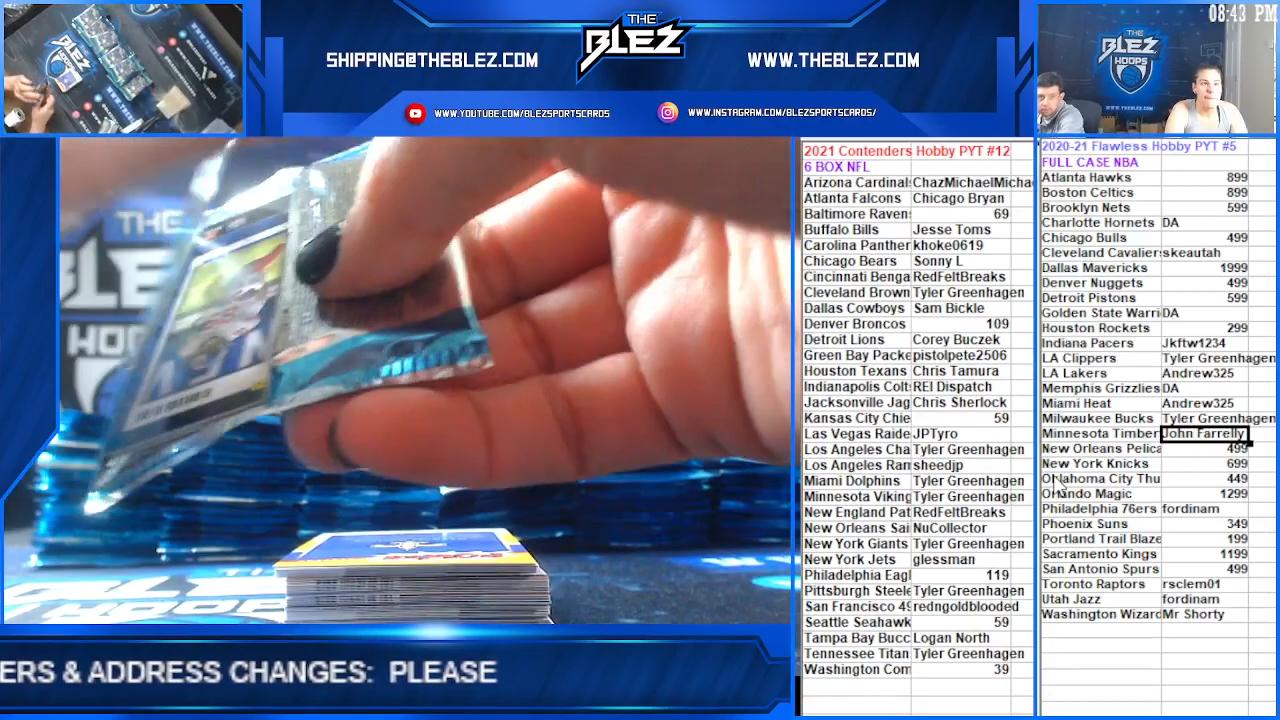 SHIPPING@THEBLEZ.COM
THE
BLEZ
WWW.THEBLEZ.COM
WWW.YOUTUBE.COM/BLEZSPORTSCARDS
WWW.INSTAGRAM.COM/BLEZSPORTSCARDS/
THE
BLEZ
HOOPS
08:43 PM
2021 Contenders Hobby PYT #12
6 BOX NFL
Arizona Cardinal ChazMichaelMichae
Atlanta Falcons Chicago Bryan
Baltimore Raven 69
Buffalo Bills Jesse Toms
Carolina Panther khoke0619
Chicago Bears Sonny L
Cincinnati Benga RedFeltBreaks
Cleveland Brown Tyler Greenhagen
Dallas Cowboys Sam Bickle
Denver Broncos 109
Detroit Lions Corey Buczek
Green Bay Packe pistolpete2506
Houston Texans Chris Tamura
Indianapolis Colt REI Dispatch
Jacksonville Jag Chris Sherlock
Kansas City Chie 59
Las Vegas Raide JPTyro
Los Angeles Cha Tyler Greenhagen
Los Angeles Ram sheedjp
Miami Dolphins Tyler Greenhagen
Minnesota Viking Tyler Greenhagen
New England Pat RedFeltBreaks
New Orleans Sai NuCollector
New York Giants Tyler Greenhagen
New York Jets glessman
Philadelphia Eagl 119
Pittsburgh Steele Tyler Greenhagen
San Francisco 49 redngoldblooded
Seattle Seahawk 59
Tampa Bay Bucc Logan North
Tennessee Titan Tyler Greenhagen
Washington Com 39
2020-21 Flawless Hobby PYT #5
FULL CASE NBA
Atlanta Hawks 899
Boston Celtics 899
Brooklyn Nets 599
Charlotte Hornets DA
Chicago Bulls 499
Cleveland Cavalier skeautah
Dallas Mavericks 1999
Denver Nuggets 499
Detroit Pistons 599
Golden State Warri DA
Houston Rockets 299
Indiana Pacers Jkftw1234
LA Clippers Tyler Greenhagen
LA Lakers Andrew325
Memphis Grizzlies DA
Miami Heat Andrew325
Milwaukee Bucks Tyler Greenhagen
Minnesota Timber John Farrelly
New Orleans Pelica 499
New York Knicks 699
Oklahoma City Thu 449
Orlando Magic 1299
Philadelphia 76ers fordinam
Phoenix Suns 349
Portland Trail Blaze 199
Sacramento Kings 1199
San Antonio Spurs 499
Toronto Raptors rsclem01
Utah Jazz fordinam
Washington Wizard Mr Shorty
ERS & ADDRESS CHANGES: PLEASE